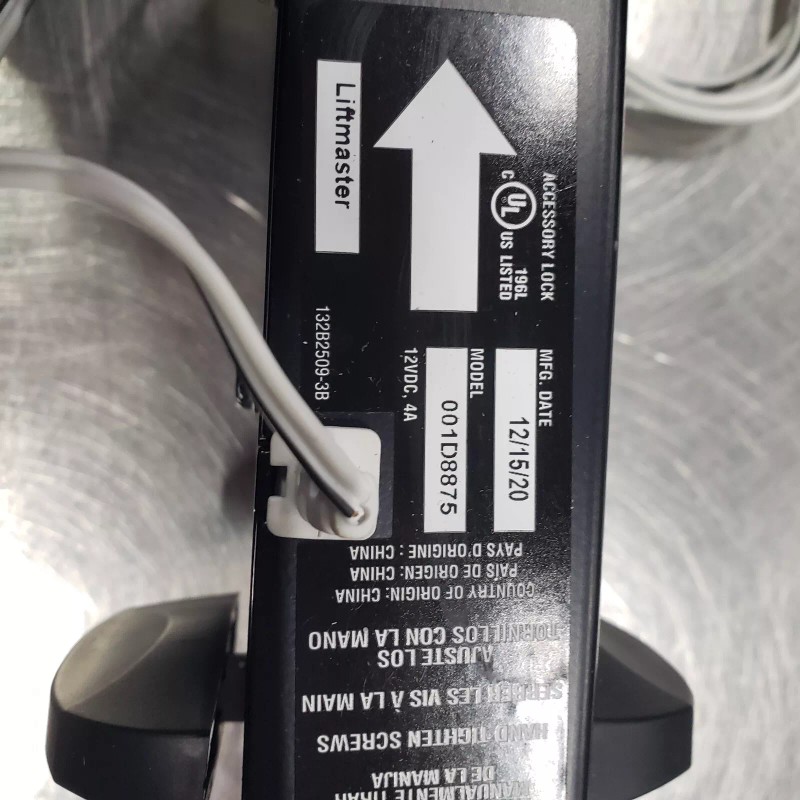 ACCESSORY LOCK
C UL US LISTED
196L
MFG. DATE
12/15/20
MODEL
001D8875
12VDC, 4A
Liftmaster
132B2509-3B
MANUALMENTE TIRAR
DE LA MANIJA
HAND TIGHTEN SCREWS
SERRER LES VIS À LA MAIN
AJUSTE LOS
TORNILLOS CON LA MANO
COUNTRY OF ORIGIN: CHINA
PAÍS DE ORIGEN: CHINA
PAYS D'ORIGINE : CHINA